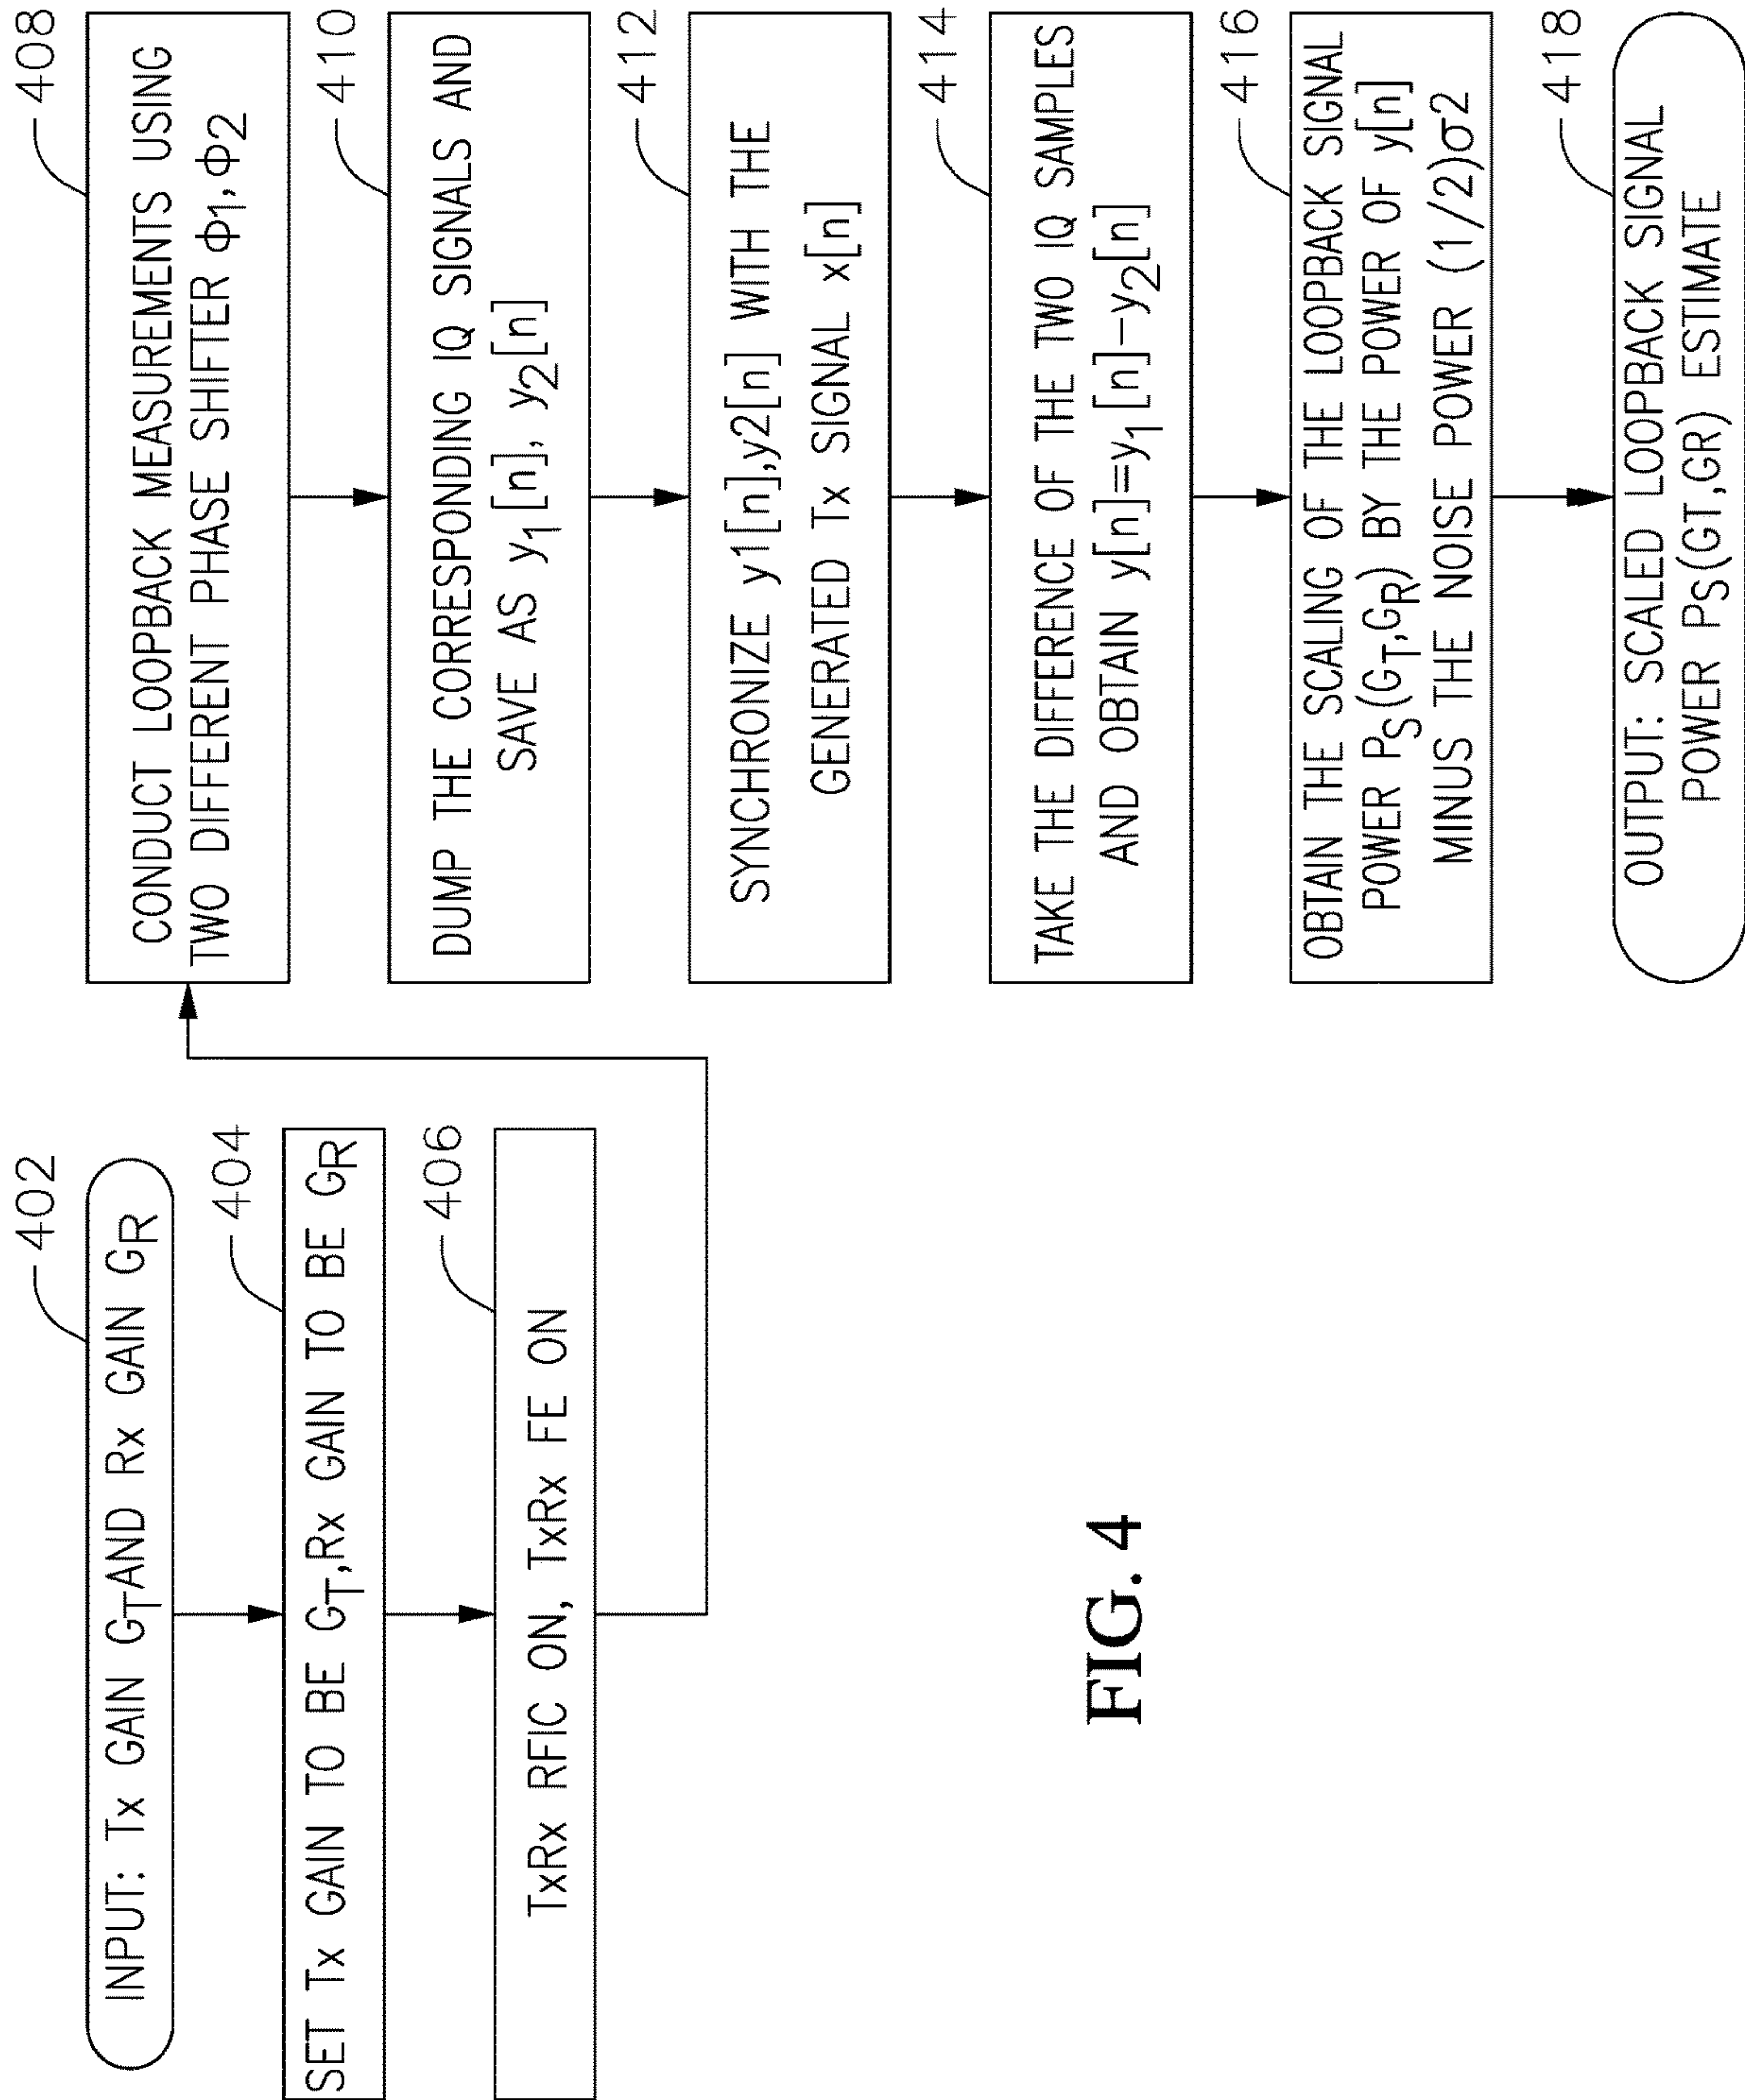 402
INPUT: Tx GAIN GT AND Rx GAIN GR
404
SET Tx GAIN TO BE GT,Rx GAIN TO BE GR
406
TxRx RFIC ON, TxRx FE ON
408
CONDUCT LOOPBACK MEASUREMENTS USING
TWO DIFFERENT PHASE SHIFTER Φ1,Φ2
410
DUMP THE CORRESPONDING IQ SIGNALS AND
SAVE AS y1[n], y2[n]
412
SYNCHRONIZE y1[n],y2[n] WITH THE
GENERATED Tx SIGNAL x[n]
414
TAKE THE DIFFERENCE OF THE TWO IQ SAMPLES
AND OBTAIN y[n]=y1[n]−y2[n]
416
OBTAIN THE SCALING OF THE LOOPBACK SIGNAL
POWER PS(GT,GR) BY THE POWER OF y[n]
MINUS THE NOISE POWER (1/2)σ2
418
OUTPUT: SCALED LOOPBACK SIGNAL
POWER PS(GT,GR) ESTIMATE
FIG. 4